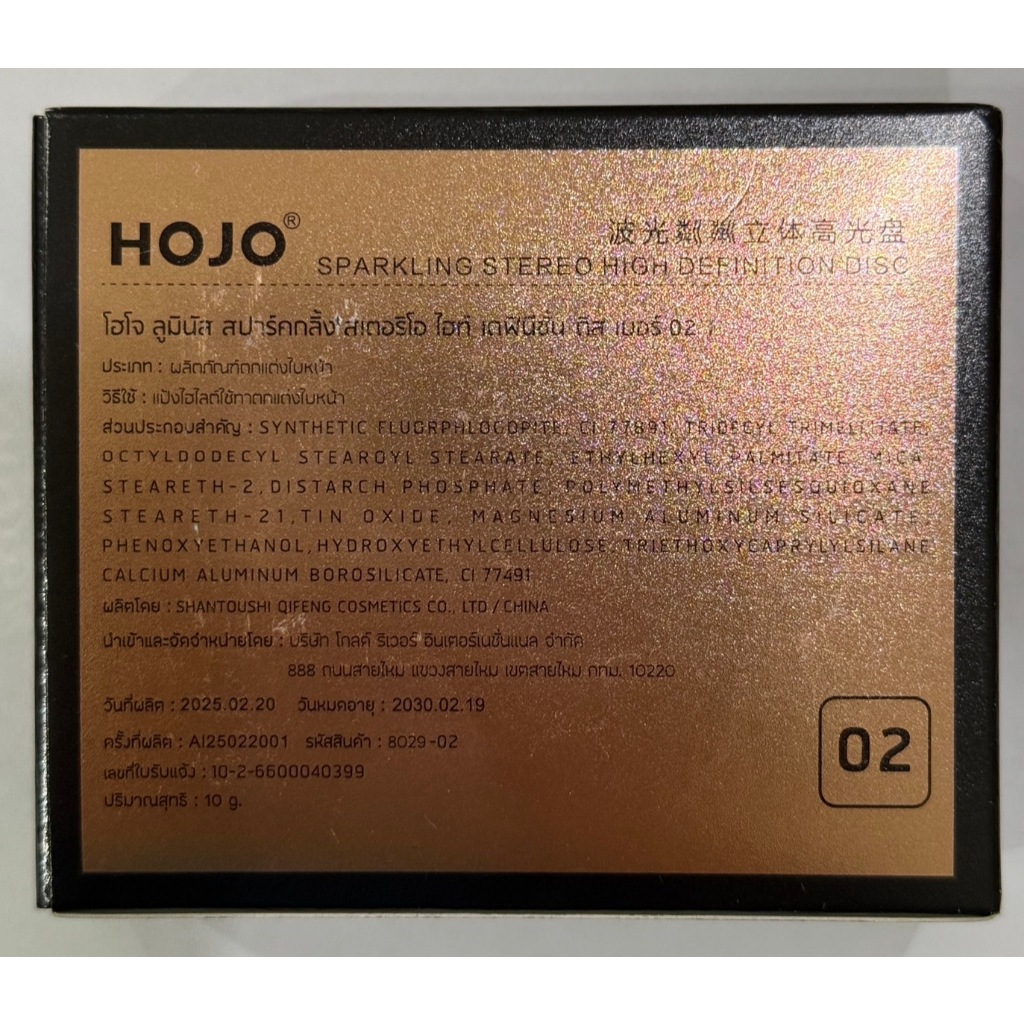 HOJO®
波光粼粼立体高光盘
SPARKLING STEREO HIGH DEFINITION DISC
โฮโจ ลูมินัส สปาร์คกลิ้ง สเตอริโอ ไฮท์ เดฟินิชั่น ดิส เบอร์ 02
ประเภท : ผลิตภัณฑ์ตกแต่งใบหน้า
วิธีใช้ : แป้งไฮไลต์ใช้ทาตกแต่งใบหน้า
ส่วนประกอบสำคัญ : SYNTHETIC FLUORPHLOGOPITE, CI 77891, TRIDECYL TRIMELLITATE,
OCTYLDODECYL STEAROYL STEARATE, ETHYLHEXYL PALMITATE, MICA,
STEARETH-2, DISTARCH PHOSPHATE, POLYMETHYLSILSESQUIOXANE
STEARETH-21, TIN OXIDE, MAGNESIUM ALUMINUM SILICATE,
PHENOXYETHANOL, HYDROXYETHYLCELLULOSE, TRIETHOXYCAPRYLYLSILANE
CALCIUM ALUMINUM BOROSILICATE, CI 77491
ผลิตโดย : SHANTOUSHI QIFENG COSMETICS CO., LTD / CHINA
นำเข้าและจัดจำหน่ายโดย : บริษัท โกลด์ ริเวอร์ อินเตอร์เนชั่นแนล จำกัด
888 ถนนสายไหม แขวงสายไหม เขตสายไหม กทม. 10220
วันที่ผลิต : 2025.02.20 วันหมดอายุ : 2030.02.19
ครั้งที่ผลิต : AI25022001 รหัสสินค้า : 8029-02
เลขที่ใบรับแจ้ง : 10-2-6600040399
ปริมาณสุทธิ : 10 g.
02